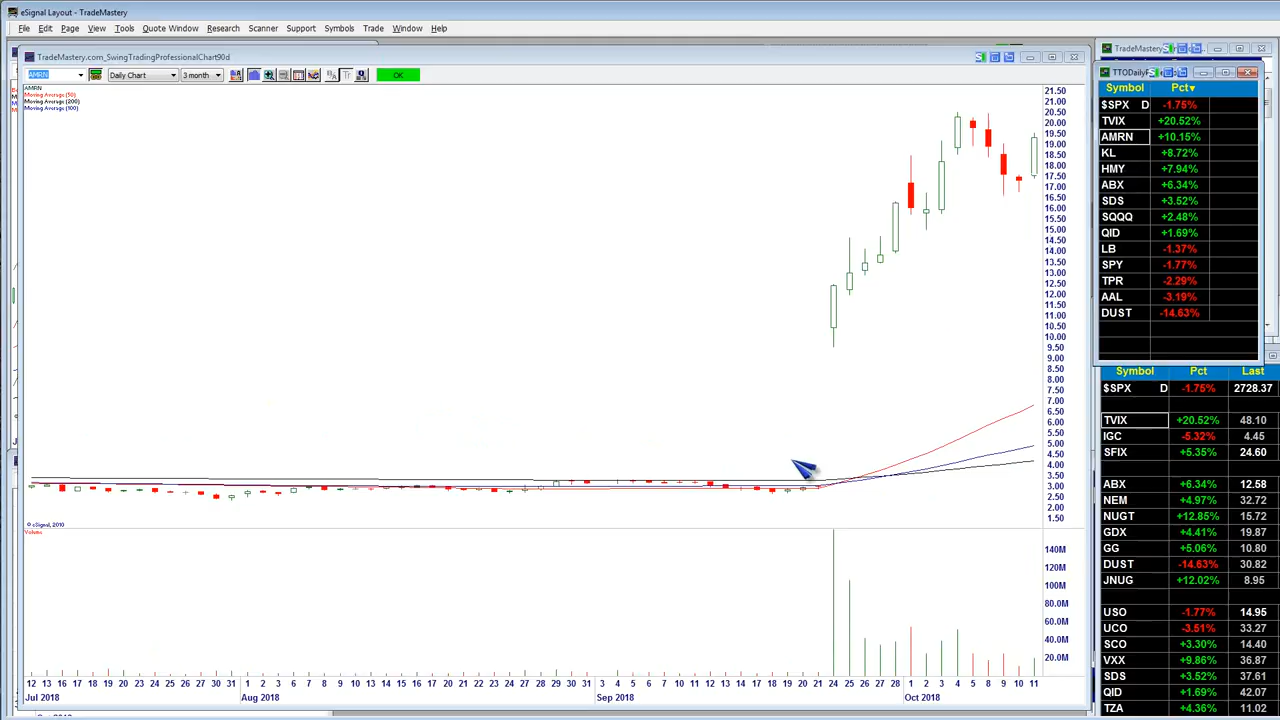 eSignal Layout - TradeMastery
File Edit Page View Tools Quote Window Research Scanner Support Symbols Trade Window Help
TradeMastery.com_SwingTradingProfessionalChart90d
AMRN Daily Chart 3 month OK
AMRN
Moving Average (50)
Moving Average (200)
Moving Average (100)
21.50
21.00
20.50
20.00
19.50
19.00
18.50
18.00
17.50
17.00
16.50
16.00
15.50
15.00
14.50
14.00
13.50
13.00
12.50
12.00
11.50
11.00
10.50
10.00
9.50
9.00
8.50
8.00
7.50
7.00
6.50
6.00
5.50
5.00
4.50
4.00
3.50
3.00
2.50
2.00
1.50
© eSignal, 2010
Volume
140M
120M
100M
80.0M
60.0M
40.0M
20.0M
12 13 16 17 18 19 20 23 24 25 26 27 30 31 1 2 3 6 7 8 9 10 13 14 15 16 17 20 21 22 23 24 27 28 29 30 31 4 5 6 7 10 11 12 13 14 17 18 19 20 21 24 25 26 27 28 1 2 3 4 5 8 9 10 11
Jul 2018 Aug 2018 Sep 2018 Oct 2018
TradeMastery
TTODailyF
Symbol Pct
$SPX D -1.75%
TVIX +20.52%
AMRN +10.15%
KL +8.72%
HMY +7.94%
ABX +6.34%
SDS +3.52%
SQQQ +2.48%
QID +1.69%
LB -1.37%
SPY -1.77%
TPR -2.29%
AAL -3.19%
DUST -14.63%
Symbol Pct Last
$SPX D -1.75% 2728.37
TVIX +20.52% 48.10
IGC -5.32% 4.45
SFIX +5.35% 24.60
ABX +6.34% 12.58
NEM +4.97% 32.72
NUGT +12.85% 15.72
GDX +4.41% 19.87
GG +5.06% 10.80
DUST -14.63% 30.82
JNUG +12.02% 8.95
USO -1.77% 14.95
UCO -3.51% 33.27
SCO +3.30% 14.40
VXX +9.86% 36.87
SDS +3.52% 37.61
QID +1.69% 42.07
TZA +4.36% 11.02